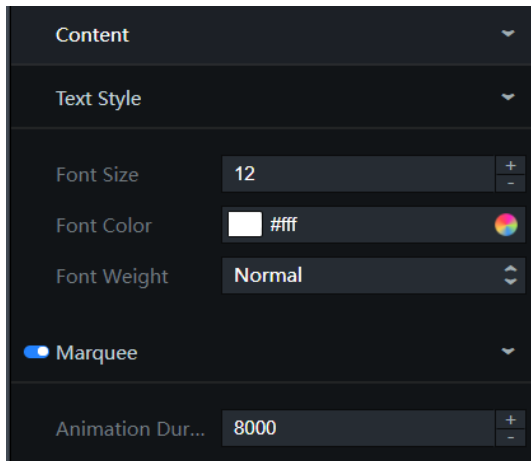 Content
Text Style
Font Size 12 + -
Font Color #fff
Font Weight Normal
Marquee
Animation Dur... 8000 + -